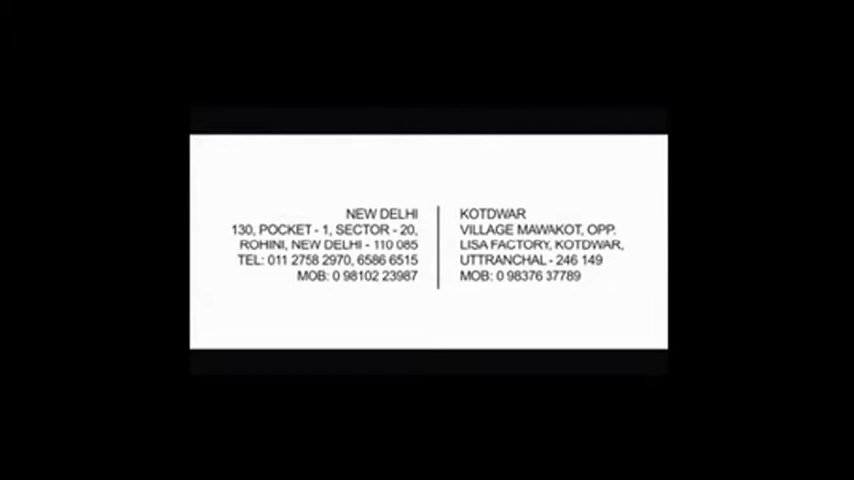 NEW DELHI
130, POCKET - 1, SECTOR - 20,
ROHINI, NEW DELHI - 110 085
TEL: 011 2758 2970, 6586 6515
MOB: 0 98102 23987
KOTDWAR
VILLAGE MAWAKOT, OPP.
LISA FACTORY, KOTDWAR,
UTTRANCHAL - 246 149
MOB: 0 98376 37789